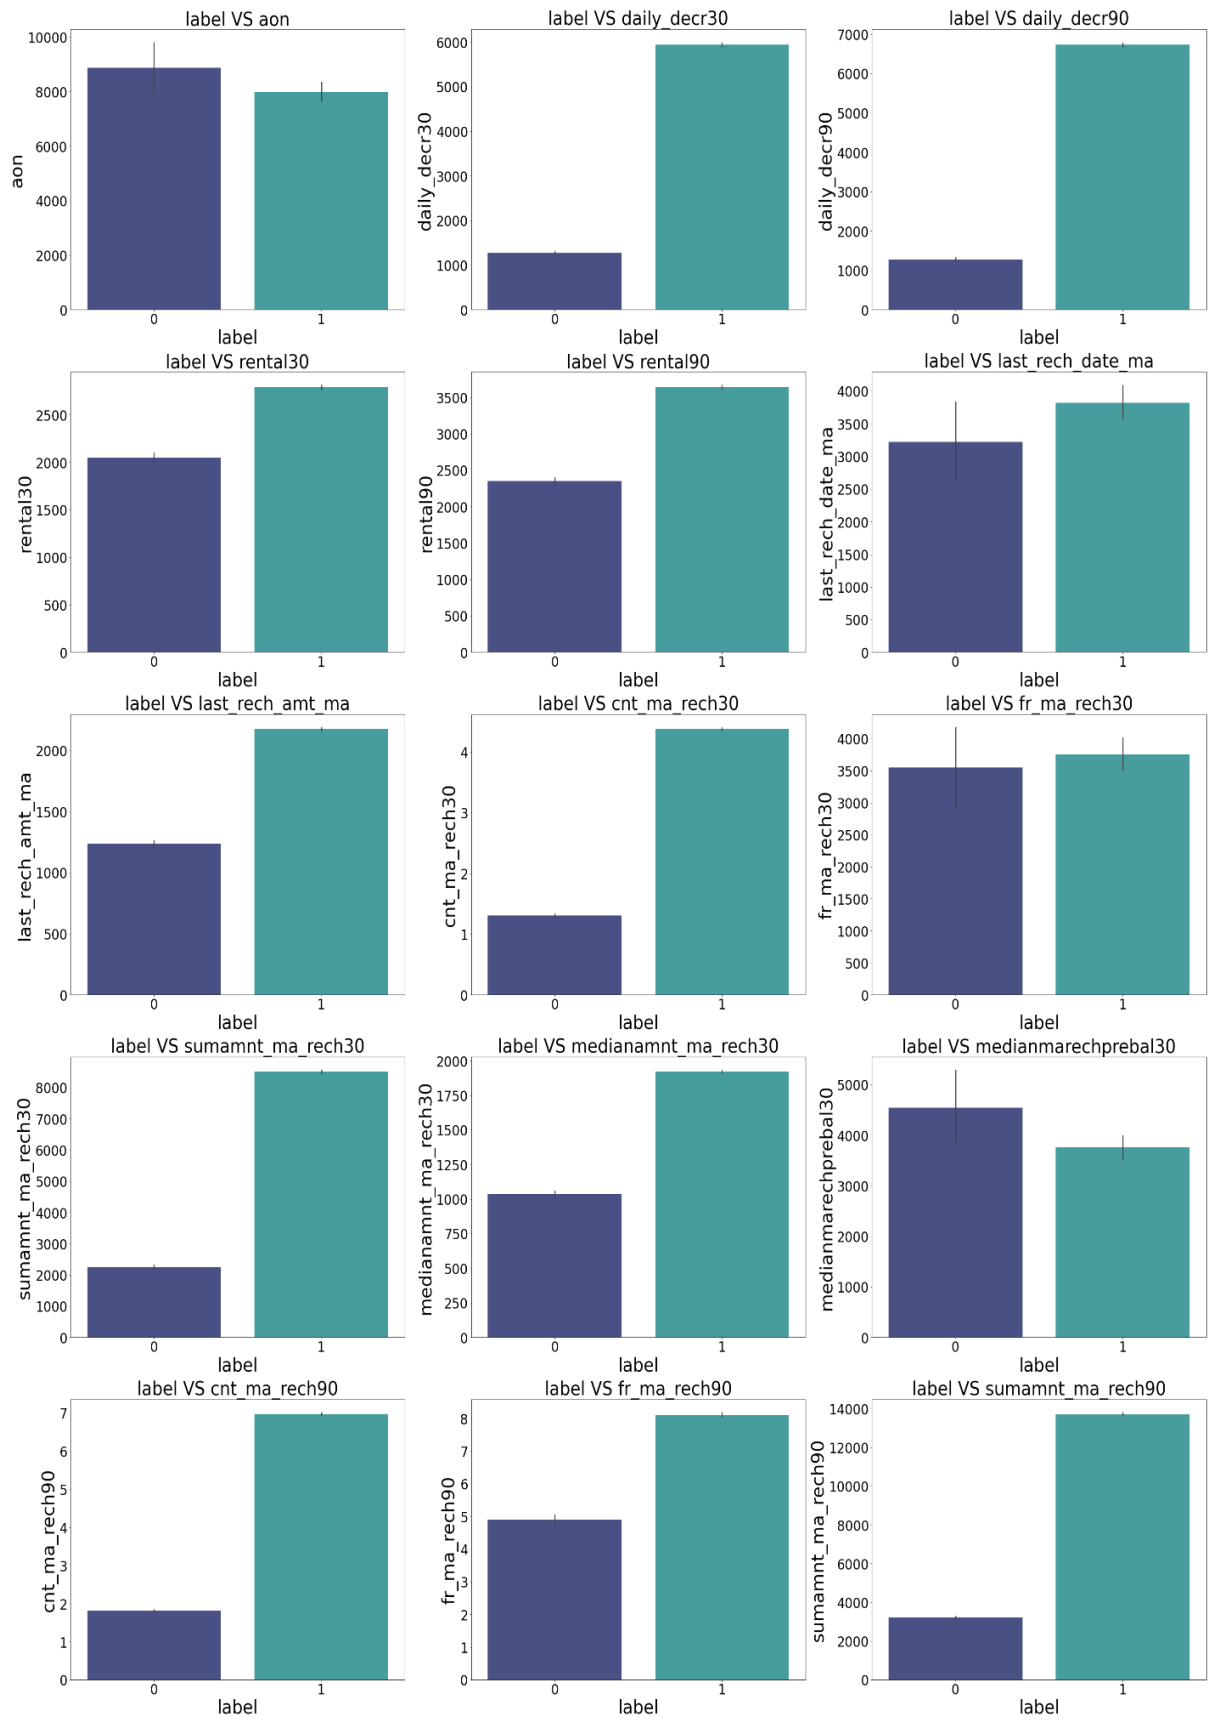 label VS aon
10000
8000
6000
4000
2000
0
aon
0 1
label
label VS daily_decr30
6000
5000
4000
3000
2000
1000
0
daily_decr30
0 1
label
label VS daily_decr90
7000
6000
5000
4000
3000
2000
1000
0
daily_decr90
0 1
label
label VS rental30
2500
2000
1500
1000
500
0
rental30
0 1
label
label VS rental90
3500
3000
2500
2000
1500
1000
500
0
rental90
0 1
label
label VS last_rech_date_ma
4000
3500
3000
2500
2000
1500
1000
500
0
last_rech_date_ma
0 1
label
label VS last_rech_amt_ma
2000
1500
1000
500
0
last_rech_amt_ma
0 1
label
label VS cnt_ma_rech30
4
3
2
1
0
cnt_ma_rech30
0 1
label
label VS fr_ma_rech30
4000
3500
3000
2500
2000
1500
1000
500
0
fr_ma_rech30
0 1
label
label VS sumamnt_ma_rech30
8000
7000
6000
5000
4000
3000
2000
1000
0
sumamnt_ma_rech30
0 1
label
label VS medianamnt_ma_rech30
2000
1750
1500
1250
1000
750
500
250
0
medianamnt_ma_rech30
0 1
label
label VS medianmarechprebal30
5000
4000
3000
2000
1000
0
medianmarechprebal30
0 1
label
label VS cnt_ma_rech90
7
6
5
4
3
2
1
0
cnt_ma_rech90
0 1
label
label VS fr_ma_rech90
8
7
6
5
4
3
2
1
0
fr_ma_rech90
0 1
label
label VS sumamnt_ma_rech90
14000
12000
10000
8000
6000
4000
2000
0
sumamnt_ma_rech90
0 1
label